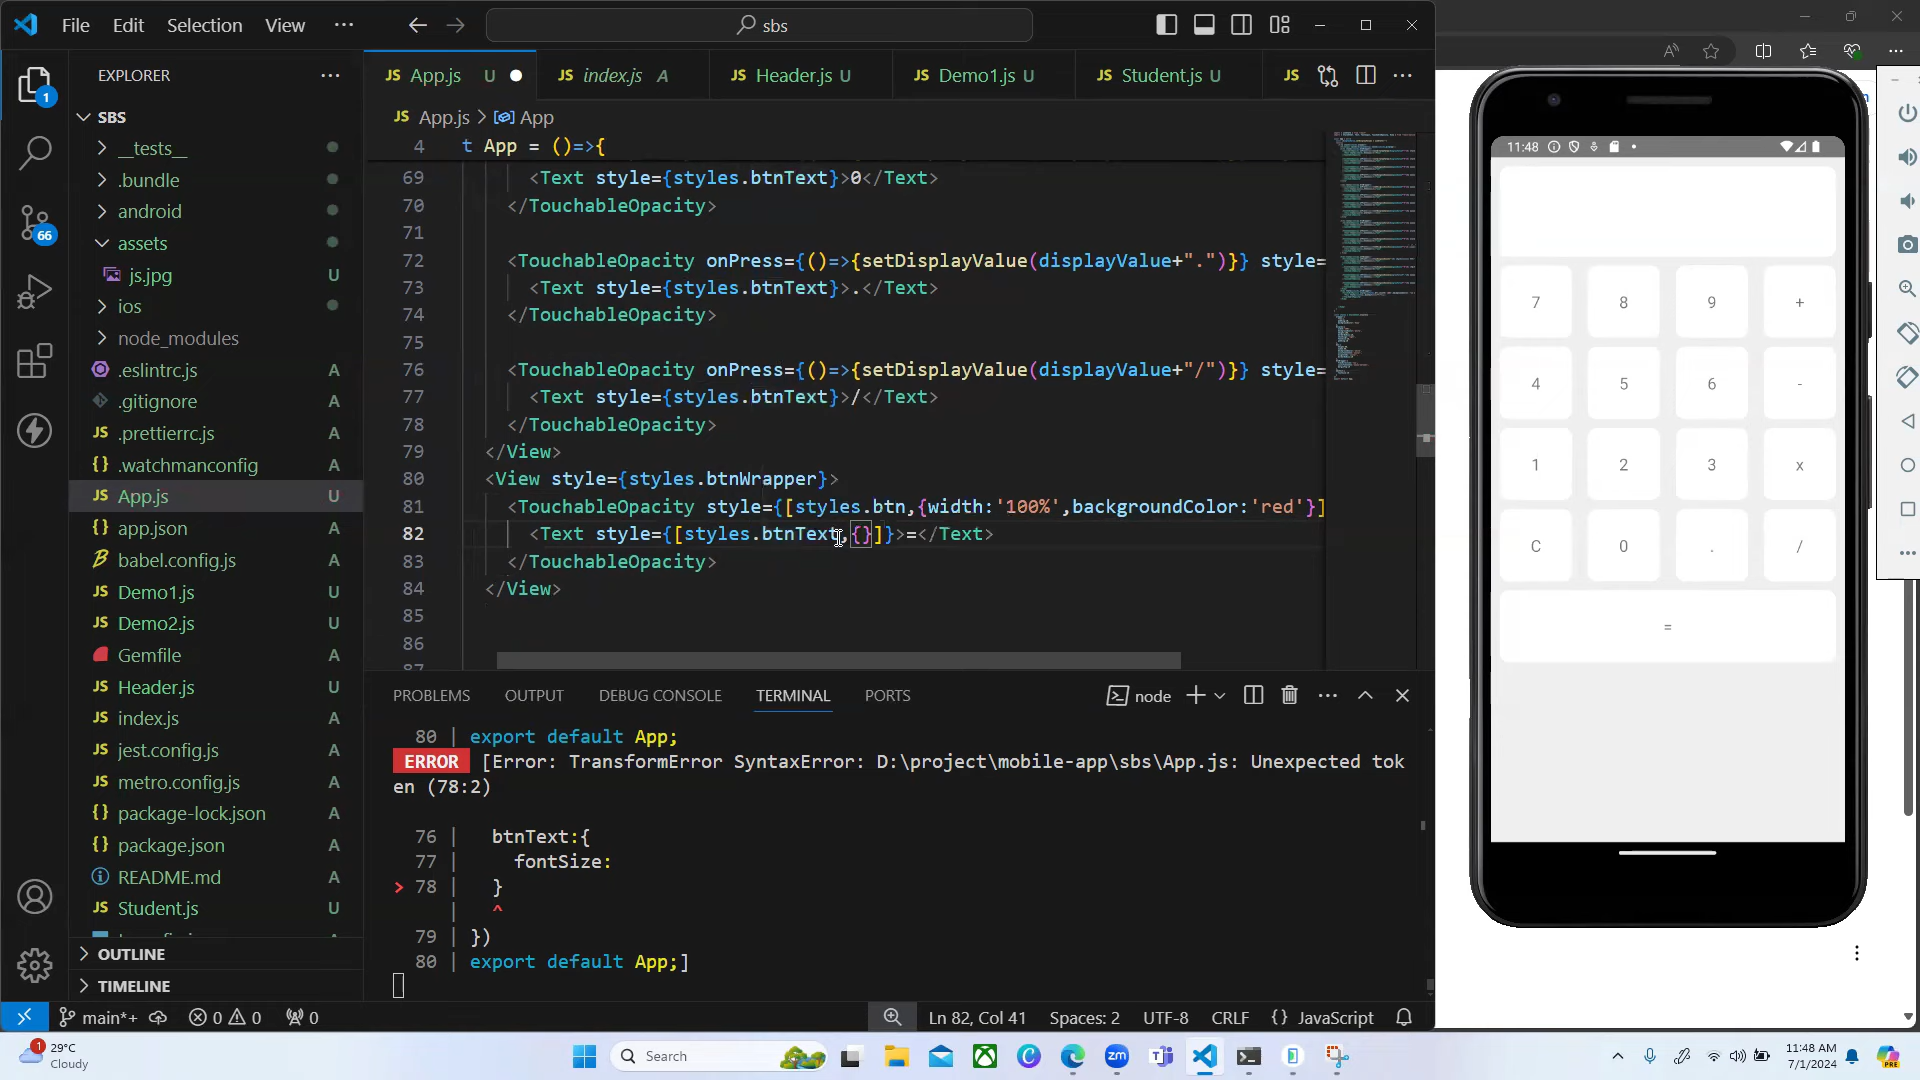 File Edit Selection View ··· sbs
EXPLORER ···
SBS
__tests__
.bundle
android
assets
js.jpg U
ios
node_modules
.eslintrc.js A
.gitignore A
.prettierrc.js A
.watchmanconfig A
App.js U
app.json A
babel.config.js A
Demo1.js U
Demo2.js U
Gemfile A
Header.js U
index.js A
jest.config.js A
metro.config.js A
package-lock.json A
package.json A
README.md A
Student.js U
OUTLINE
TIMELINE
1
66
JS App.js U JS index.js A JS Header.js U JS Demo1.js U JS Student.js U JS
JS App.js > App
4 t App = ()=>{
69 <Text style={styles.btnText}>0</Text>
70 </TouchableOpacity>
71
72 <TouchableOpacity onPress={()=>{setDisplayValue(displayValue+".")}} style=
73 <Text style={styles.btnText}>.</Text>
74 </TouchableOpacity>
75
76 <TouchableOpacity onPress={()=>{setDisplayValue(displayValue+"/")}} style=
77 <Text style={styles.btnText}>/</Text>
78 </TouchableOpacity>
79 </View>
80 <View style={styles.btnWrapper}>
81 <TouchableOpacity style={[styles.btn,{width:'100%',backgroundColor:'red'}]
82 <Text style={[styles.btnText,{}]}>=</Text>
83 </TouchableOpacity>
84 </View>
85
86
87
PROBLEMS OUTPUT DEBUG CONSOLE TERMINAL PORTS node
80 | export default App;
ERROR [Error: TransformError SyntaxError: D:\project\mobile-app\sbs\App.js: Unexpected tok
en (78:2)
76 | btnText:{
77 | fontSize:
> 78 | }
| ^
79 | })
80 | export default App;]
main*+ 0 0 0 Ln 82, Col 41 Spaces: 2 UTF-8 CRLF {} JavaScript
11:48
7 8 9 +
4 5 6 -
1 2 3 x
C 0 . /
=
1 29°C
Cloudy
Search
11:48 AM
7/1/2024